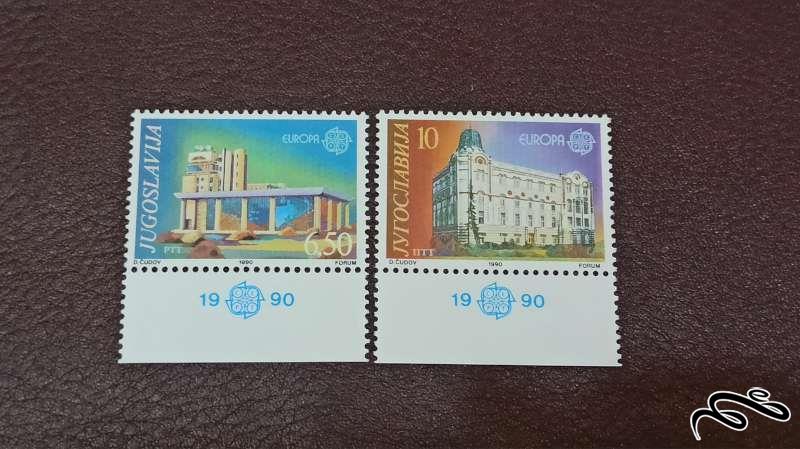 JUGOSLAVIJA
EUROPA
PTT
6,50
D. ČUDOV 1990 FORUM
19 90
10
ЈУГОСЛАВИЈА
EUROPA
ПТТ
D. ČUDOV 1990 FORUM
19 90